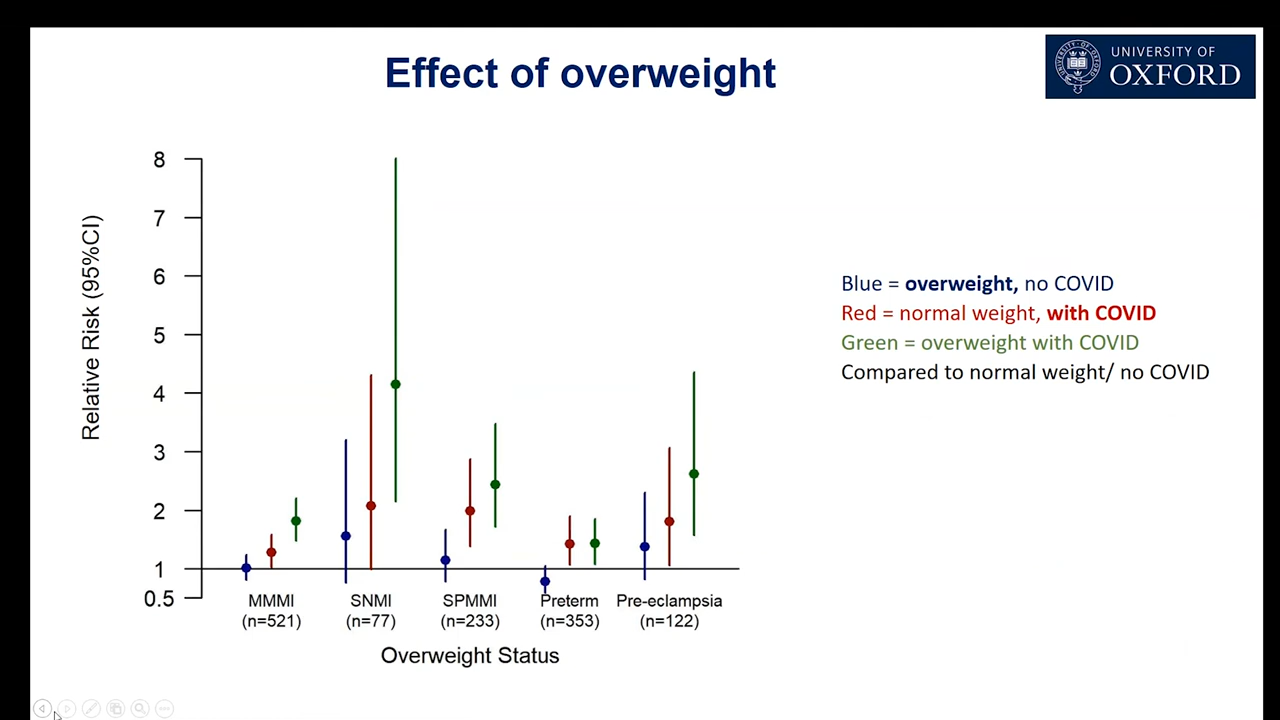 Effect of overweight
UNIVERSITY OF
OXFORD
Relative Risk (95%CI)
8
7
6
5
4
3
2
1
0.5
MMMI
(n=521)
SNMI
(n=77)
SPMMI
(n=233)
Preterm
(n=353)
Pre-eclampsia
(n=122)
Overweight Status
Blue = overweight, no COVID
Red = normal weight, with COVID
Green = overweight with COVID
Compared to normal weight/ no COVID